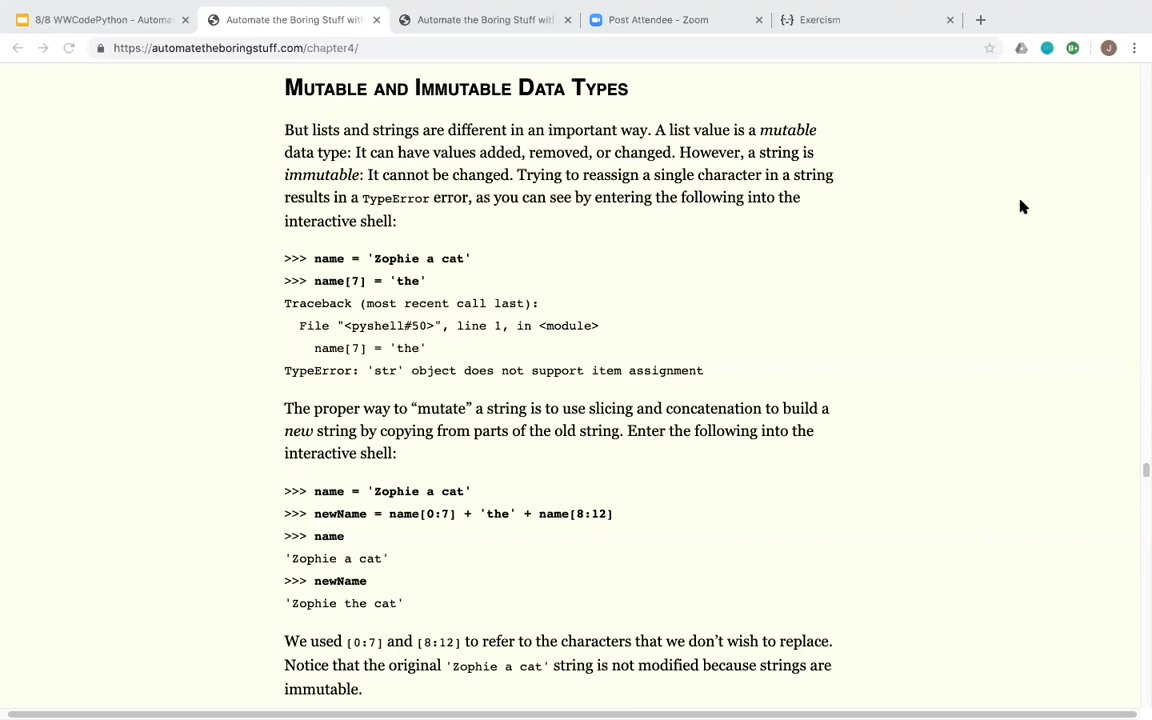 8/8 WWCodePython - Automa
Automate the Boring Stuff with
Automate the Boring Stuff with
Post Attendee - Zoom
Exercism
https://automatetheboringstuff.com/chapter4/
MUTABLE AND IMMUTABLE DATA TYPES
But lists and strings are different in an important way. A list value is a mutable
data type: It can have values added, removed, or changed. However, a string is
immutable: It cannot be changed. Trying to reassign a single character in a string
results in a TypeError error, as you can see by entering the following into the
interactive shell:
>>> name = 'Zophie a cat'
>>> name[7] = 'the'
Traceback (most recent call last):
File "<pyshell#50>", line 1, in <module>
name[7] = 'the'
TypeError: 'str' object does not support item assignment
The proper way to “mutate” a string is to use slicing and concatenation to build a
new string by copying from parts of the old string. Enter the following into the
interactive shell:
>>> name = 'Zophie a cat'
>>> newName = name[0:7] + 'the' + name[8:12]
>>> name
'Zophie a cat'
>>> newName
'Zophie the cat'
We used [0:7] and [8:12] to refer to the characters that we don’t wish to replace.
Notice that the original 'Zophie a cat' string is not modified because strings are
immutable.